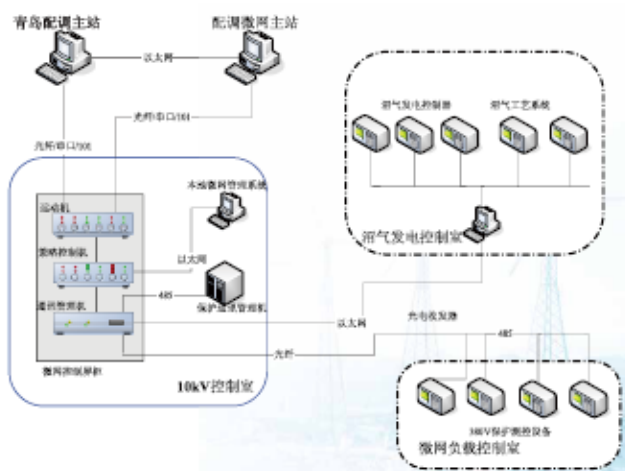 青岛配调主站
配调微网主站
以太网
光纤/串口/101
光纤/串口/101
沼气发电控制器
沼气工艺系统
沼气发电控制室
本地微网管理系统
远动机
策略控制机
以太网
485
通讯管理机
保护通讯管理机
微网控制屏柜
10kV控制室
以太网
光纤
光电收发器
485
380V保护测控设备
微网负载控制室